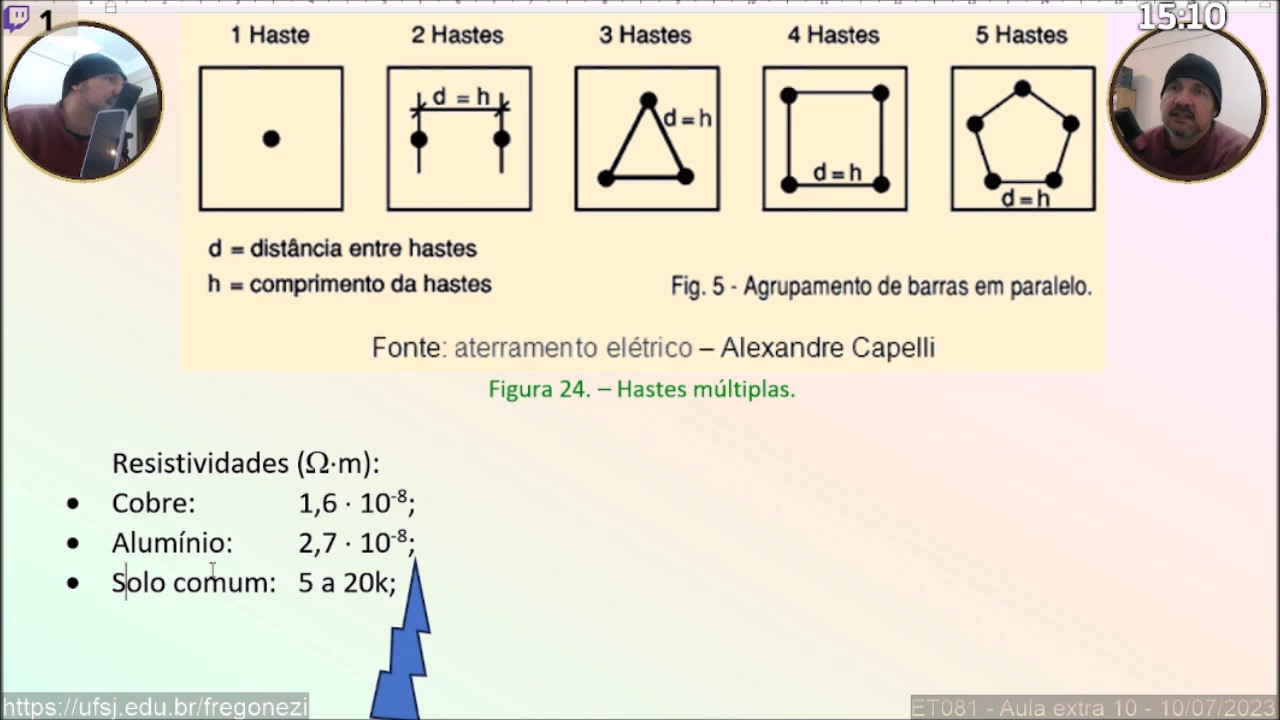 1
15:10
1 Haste 2 Hastes 3 Hastes 4 Hastes 5 Hastes
d = h
d=h
d=h
d=h
d = distância entre hastes
h = comprimento da hastes
Fig. 5 - Agrupamento de barras em paralelo.
Fonte: aterramento elétrico – Alexandre Capelli
Figura 24. – Hastes múltiplas.
Resistividades (Ω·m):
• Cobre: 1,6 · 10⁻⁸;
• Alumínio: 2,7 · 10⁻⁸;
• Solo comum: 5 a 20k;
https://ufsj.edu.br/fregonezi
ET081 - Aula extra 10 - 10/07/2023